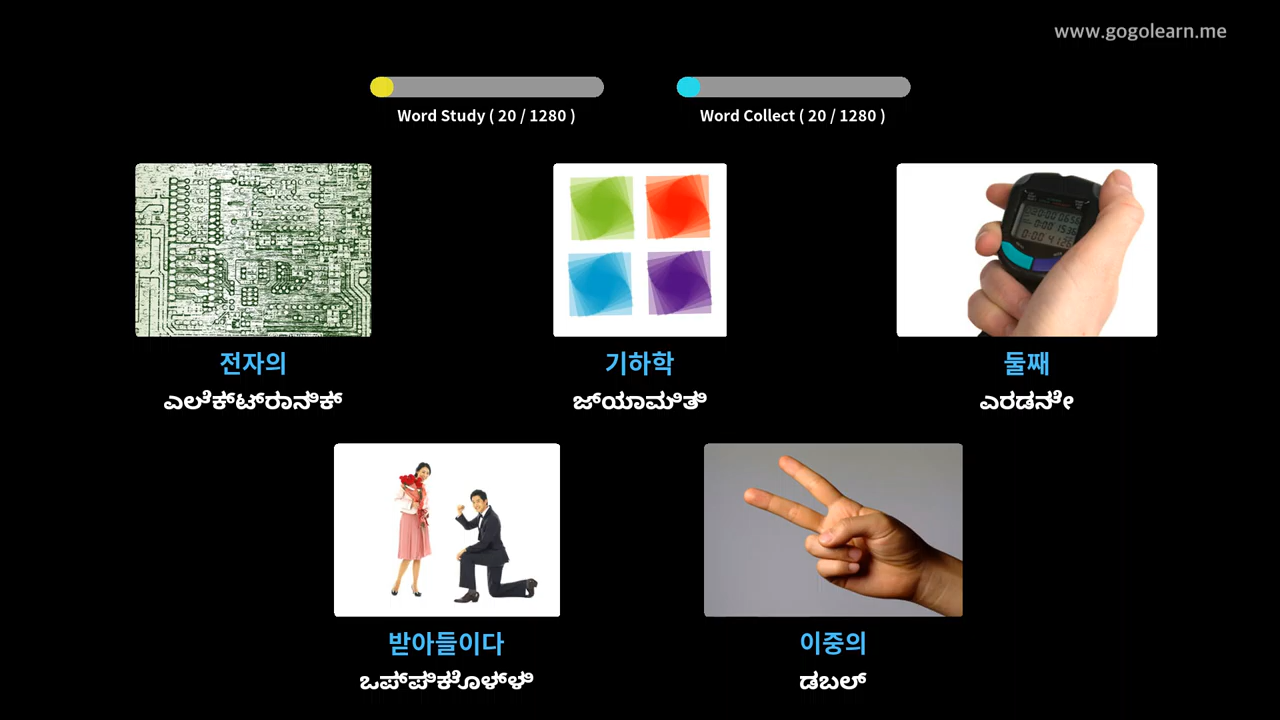 www.gogolearn.me
Word Study ( 20 / 1280 )
Word Collect ( 20 / 1280 )
전자의
ಎಲೆಕ್ಟ್ರಾನಿಕ್
기하학
ಜ್ಯಾಮಿತಿ
둘째
ಎರಡನೇ
받아들이다
ಒಪ್ಪಿಕೊಳ್ಳಿ
이중의
ಡಬಲ್